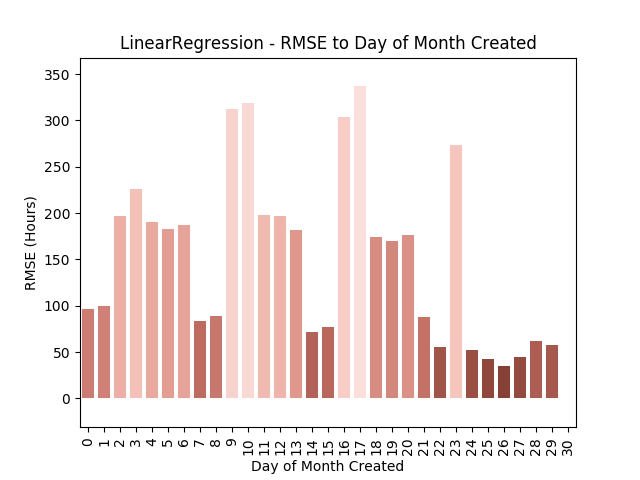 LinearRegression - RMSE to Day of Month Created
350
300
250
200
150
100
50
0
RMSE (Hours)
0 1 2 3 4 5 6 7 8 9 10 11 12 13 14 15 16 17 18 19 20 21 22 23 24 25 26 27 28 29 30
Day of Month Created